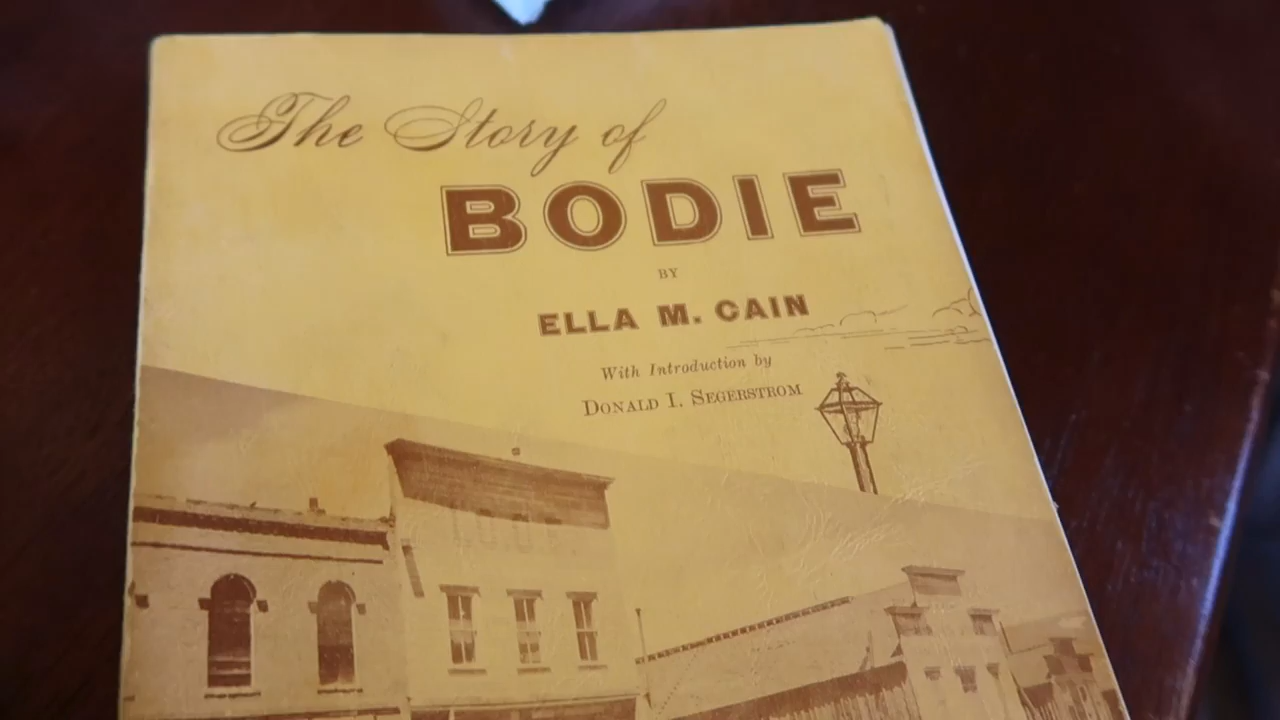 The Story of
BODIE
BY
ELLA M. CAIN
With Introduction by
DONALD I. SEGERSTROM